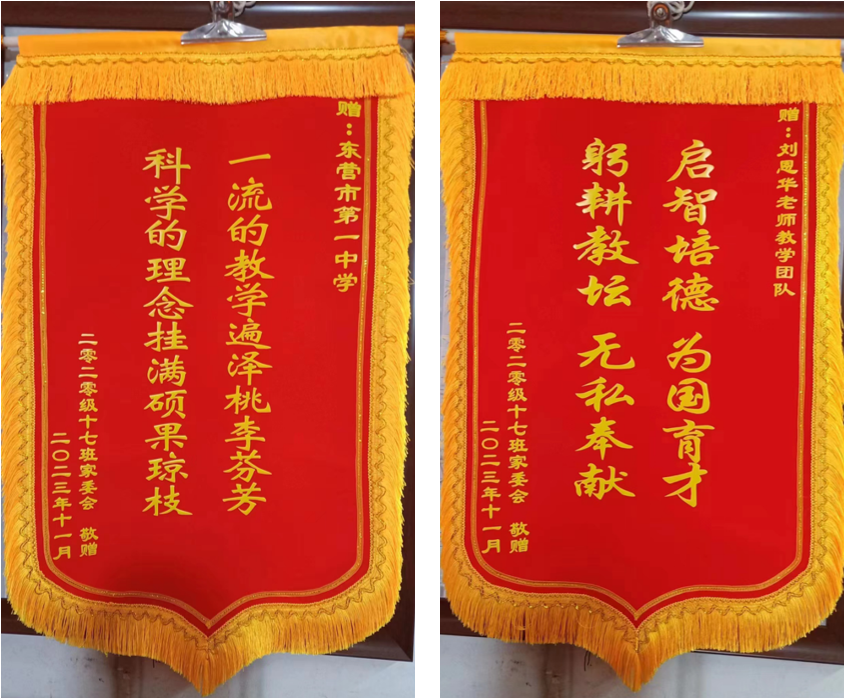 赠：东营市第一中学
一流的教学遍泽桃李芬芳
科学的理念挂满硕果琼枝
二零二零级十七班家委会 敬赠
二〇二三年十一月
赠：刘恩华老师教学团队
启智培德 为国育才
躬耕教坛 无私奉献
二零二零级十七班家委会 敬赠
二〇二三年十一月